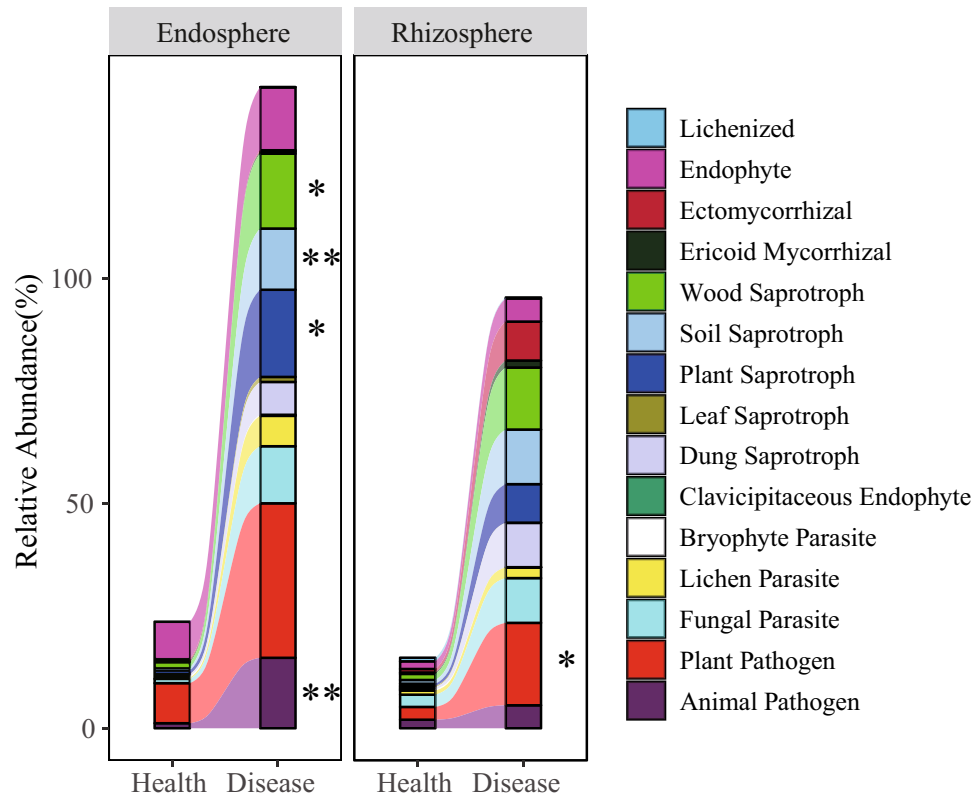 Endosphere
Rhizosphere
Relative Abundance(%)
100
50
0
*
**
*
**
*
Health
Disease
Health
Disease
Lichenized
Endophyte
Ectomycorrhizal
Ericoid Mycorrhizal
Wood Saprotroph
Soil Saprotroph
Plant Saprotroph
Leaf Saprotroph
Dung Saprotroph
Clavicipitaceous Endophyte
Bryophyte Parasite
Lichen Parasite
Fungal Parasite
Plant Pathogen
Animal Pathogen